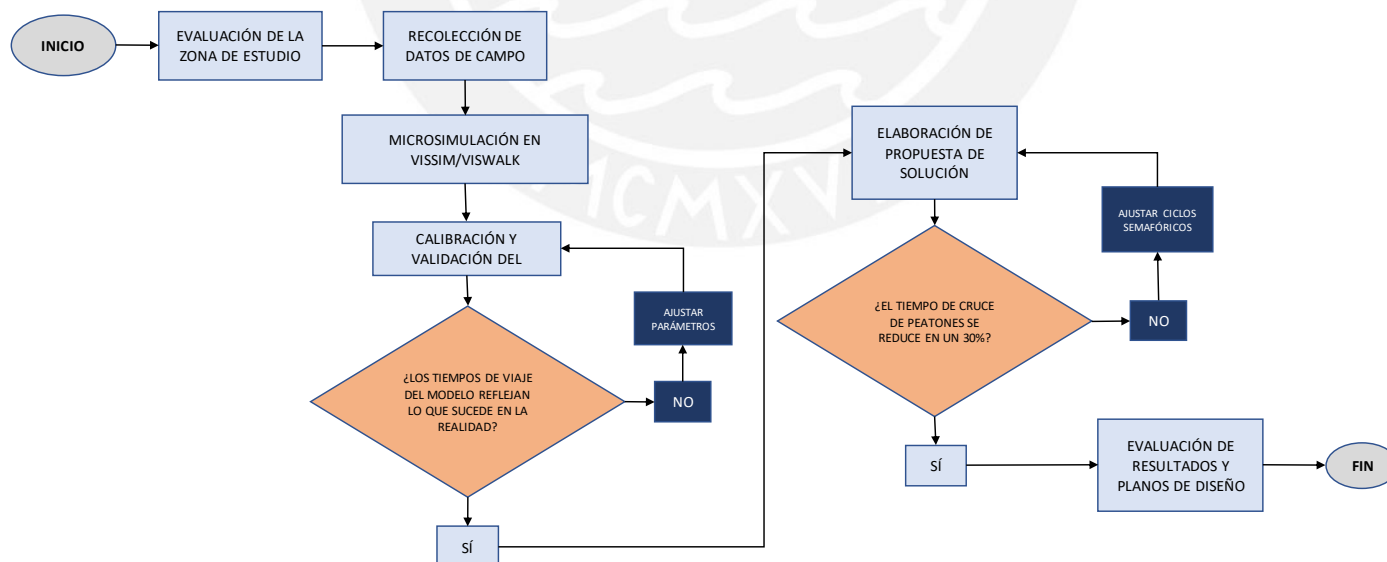 INICIO
EVALUACIÓN DE LA
ZONA DE ESTUDIO
RECOLECCIÓN DE
DATOS DE CAMPO
MICROSIMULACIÓN EN
VISSIM/VISWALK
CALIBRACIÓN Y
VALIDACIÓN DEL
AJUSTAR
PARÁMETROS
¿LOS TIEMPOS DE VIAJE
DEL MODELO REFLEJAN
LO QUE SUCEDE EN LA
REALIDAD?
NO
SÍ
ELABORACIÓN DE
PROPUESTA DE
SOLUCIÓN
AJUSTAR CICLOS
SEMAFÓRICOS
¿EL TIEMPO DE CRUCE
DE PEATONES SE
REDUCE EN UN 30%?
NO
SÍ
EVALUACIÓN DE
RESULTADOS Y
PLANOS DE DISEÑO
FIN